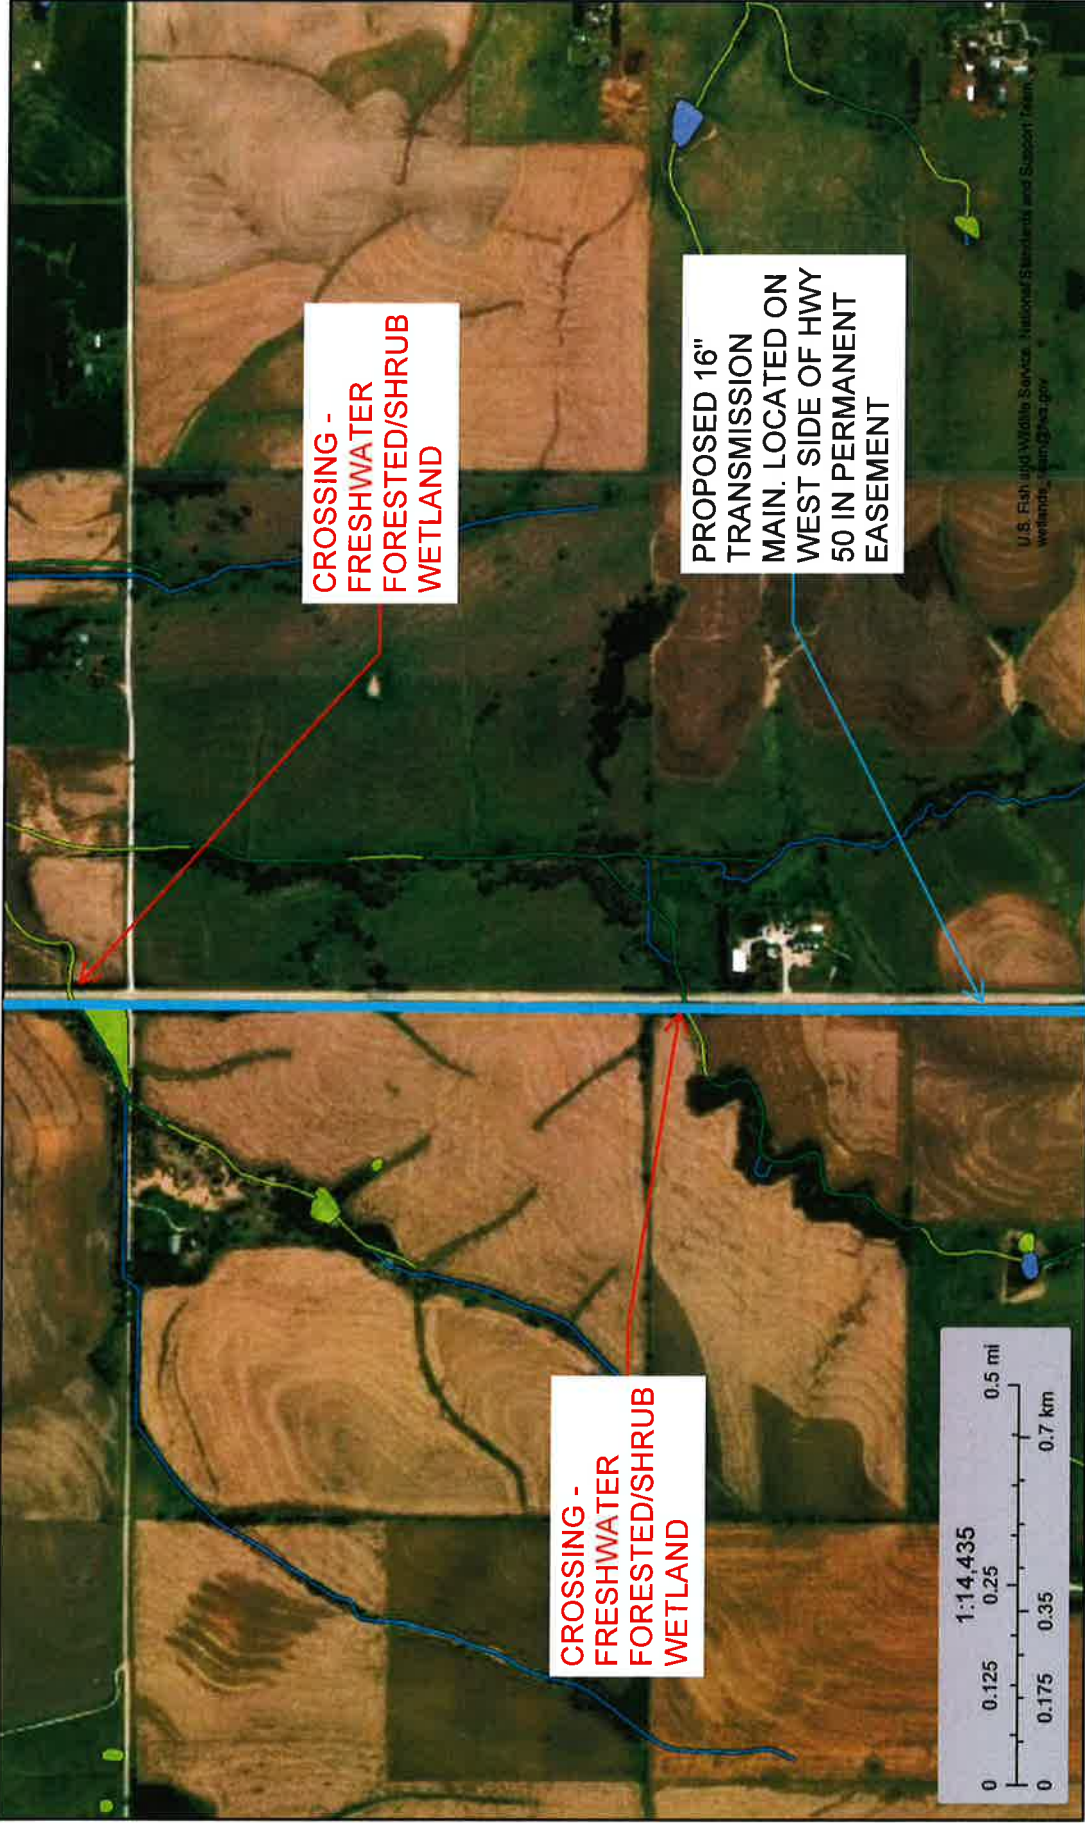 CROSSING -
FRESHWATER
FORESTED/SHRUB
WETLAND
PROPOSED 16"
TRANSMISSION
MAIN. LOCATED ON
WEST SIDE OF HWY
50 IN PERMANENT
EASEMENT
CROSSING -
FRESHWATER
FORESTED/SHRUB
WETLAND
1:14,435
0 0.125 0.25 0.5 mi
0 0.175 0.35 0.7 km
U.S. Fish and Wildlife Service, National Standards and Support Team,
wetlands_team@fws.gov